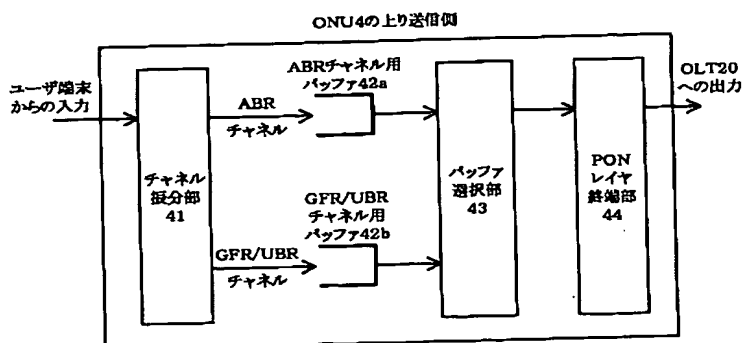 ONU4の上り送信側
ユーザ端末
からの入力
チャネル
振分部
41
ABR
チャネル
ABRチャネル用
バッファ42a
GFR/UBR
チャネル
GFR/UBR
チャネル用
バッファ42b
バッファ
選択部
43
PON
レイヤ
終端部
44
OLT20
への出力